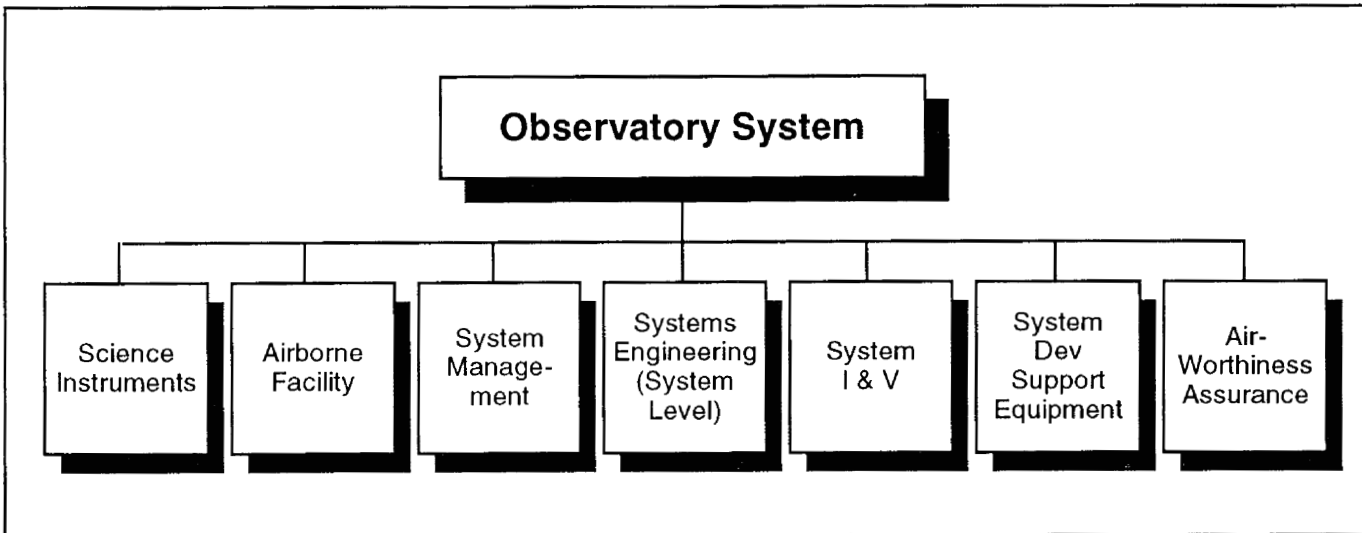 Observatory System
Science
Instruments
Airborne
Facility
System
Manage-
ment
Systems
Engineering
(System
Level)
System
I & V
System
Dev
Support
Equipment
Air-
Worthiness
Assurance